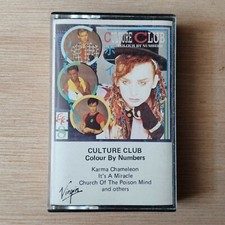 CULTURE CLUB
COLOUR BY NUMBERS
CULTURE CLUB
Colour By Numbers
Karma Chameleon
It's A Miracle
Church Of The Poison Mind
and others
Virgin